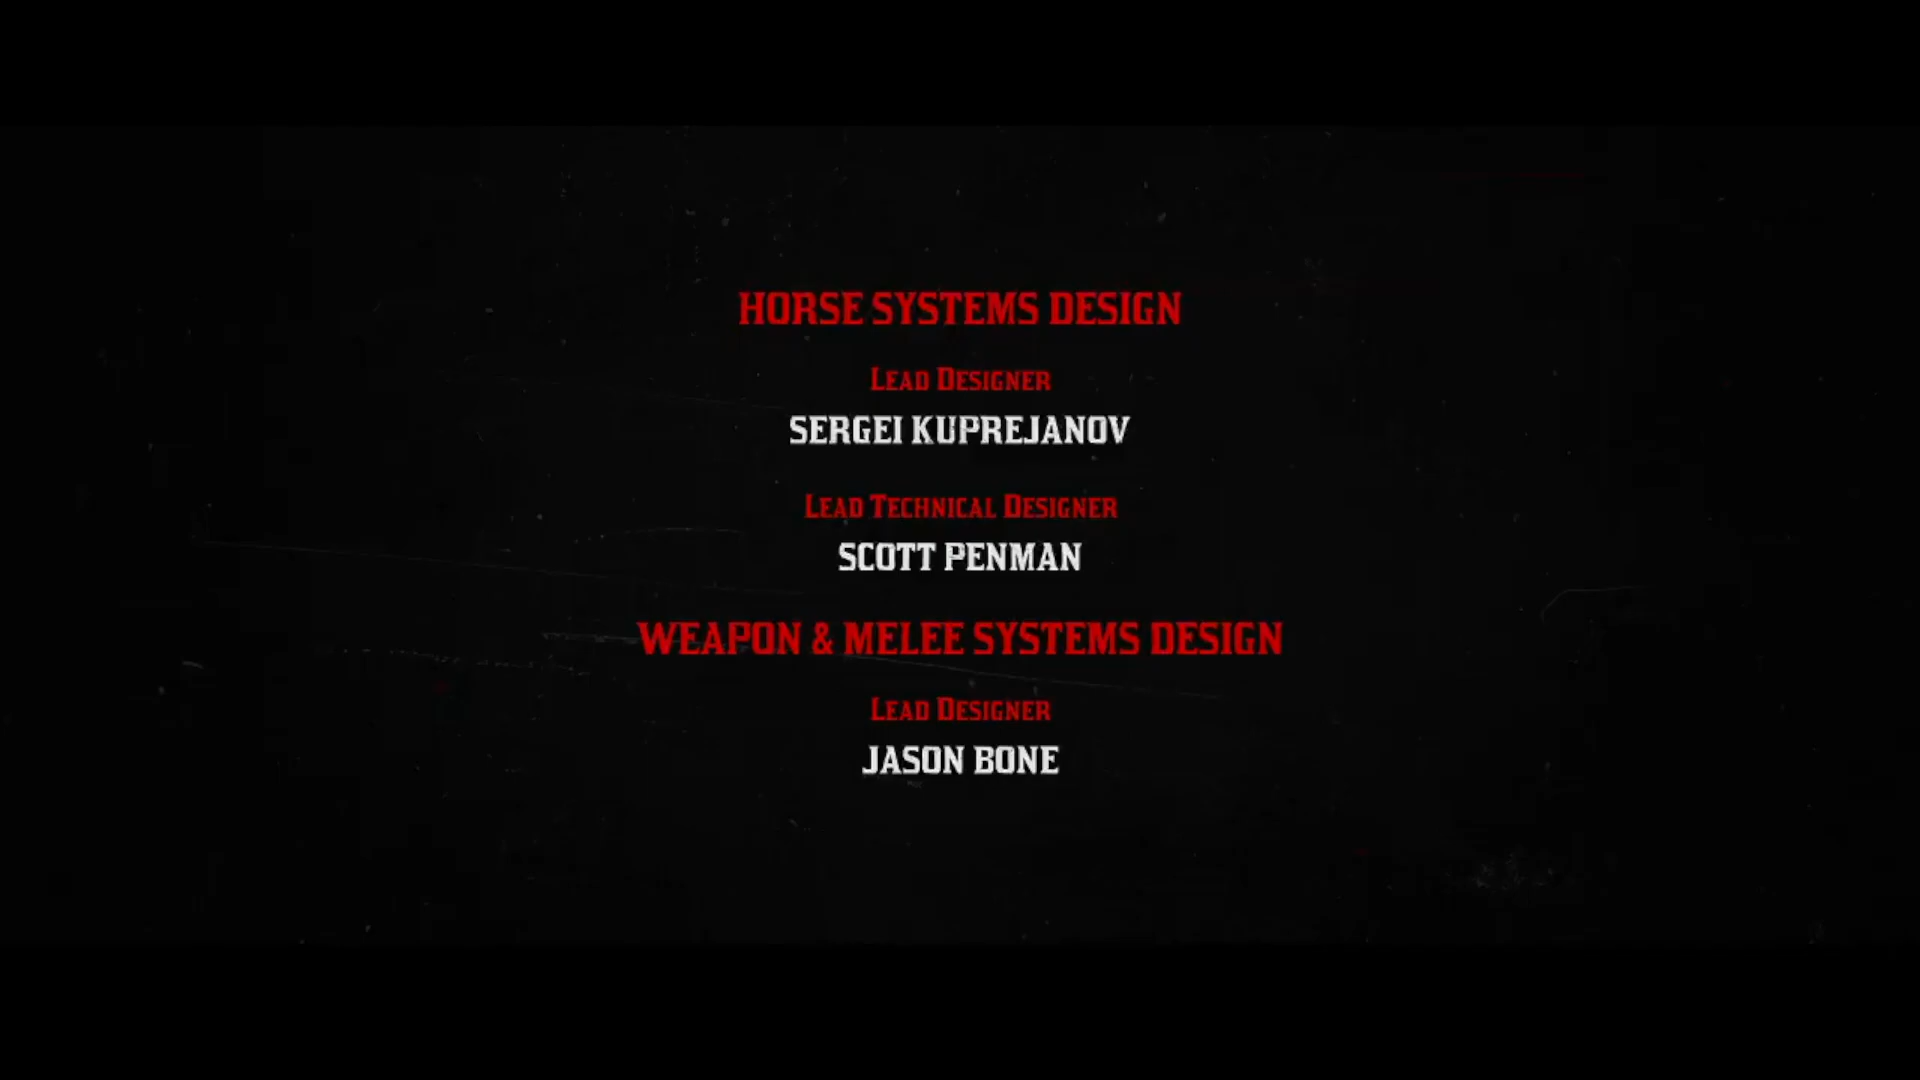 HORSE SYSTEMS DESIGN
LEAD DESIGNER
SERGEI KUPREJANOV
LEAD TECHNICAL DESIGNER
SCOTT PENMAN
WEAPON & MELEE SYSTEMS DESIGN
LEAD DESIGNER
JASON BONE